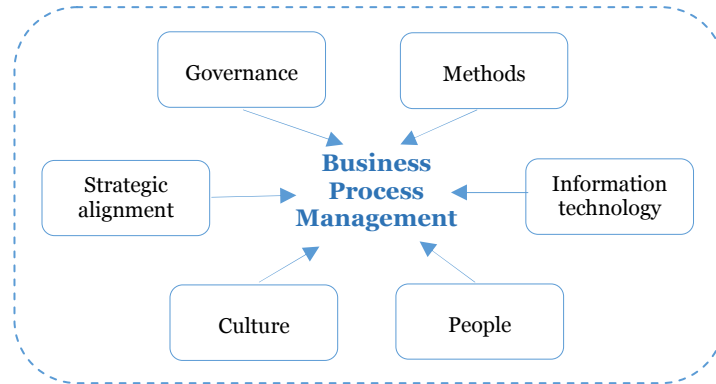 Governance
Methods
Business
Process
Management
Strategic
alignment
Information
technology
Culture
People